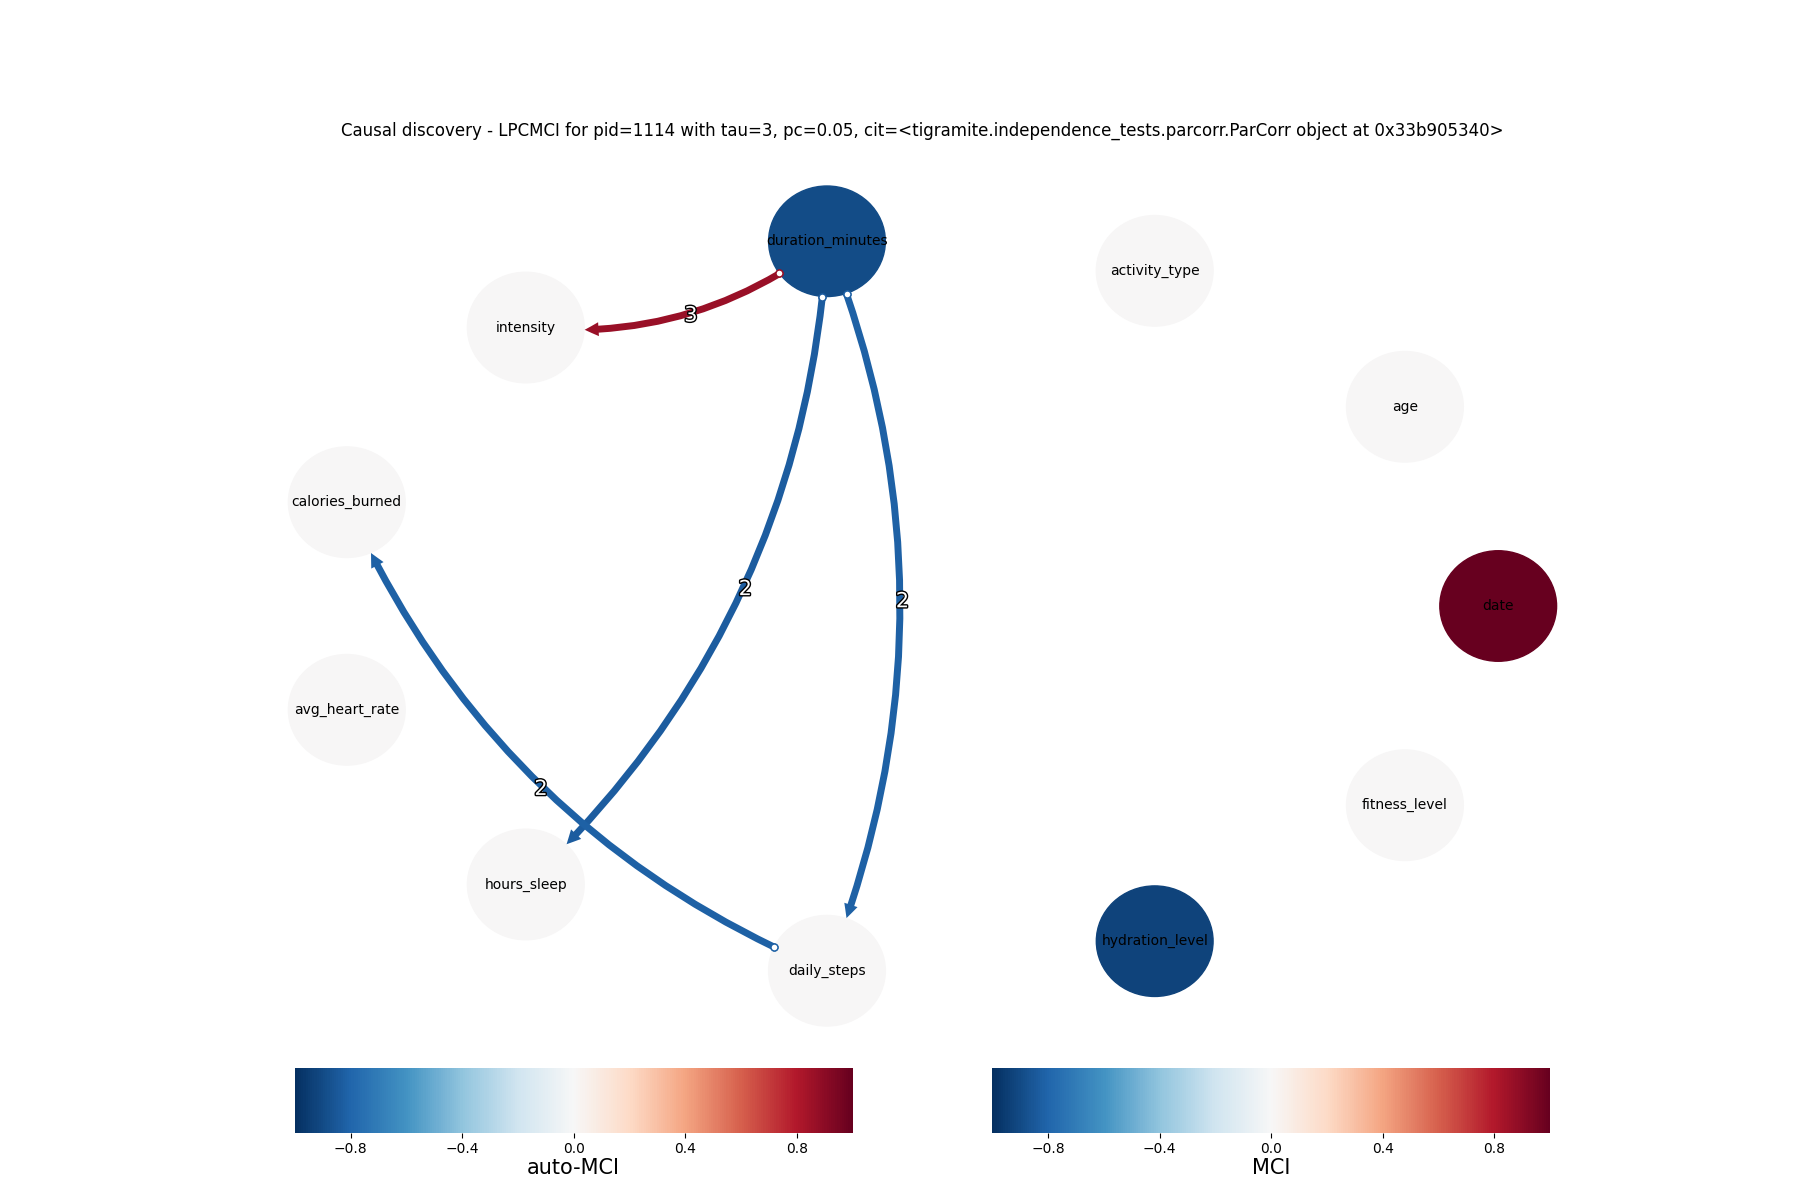 Causal discovery - LPCMCI for pid=1114 with tau=3, pc=0.05, cit=<tigramite.independence_tests.parcorr.ParCorr object at 0x33b905340>
duration_minutes
activity_type
intensity
3
age
calories_burned
2
2
date
avg_heart_rate
2
fitness_level
hours_sleep
hydration_level
daily_steps
−0.8 −0.4 0.0 0.4 0.8
auto-MCI
−0.8 −0.4 0.0 0.4 0.8
MCI